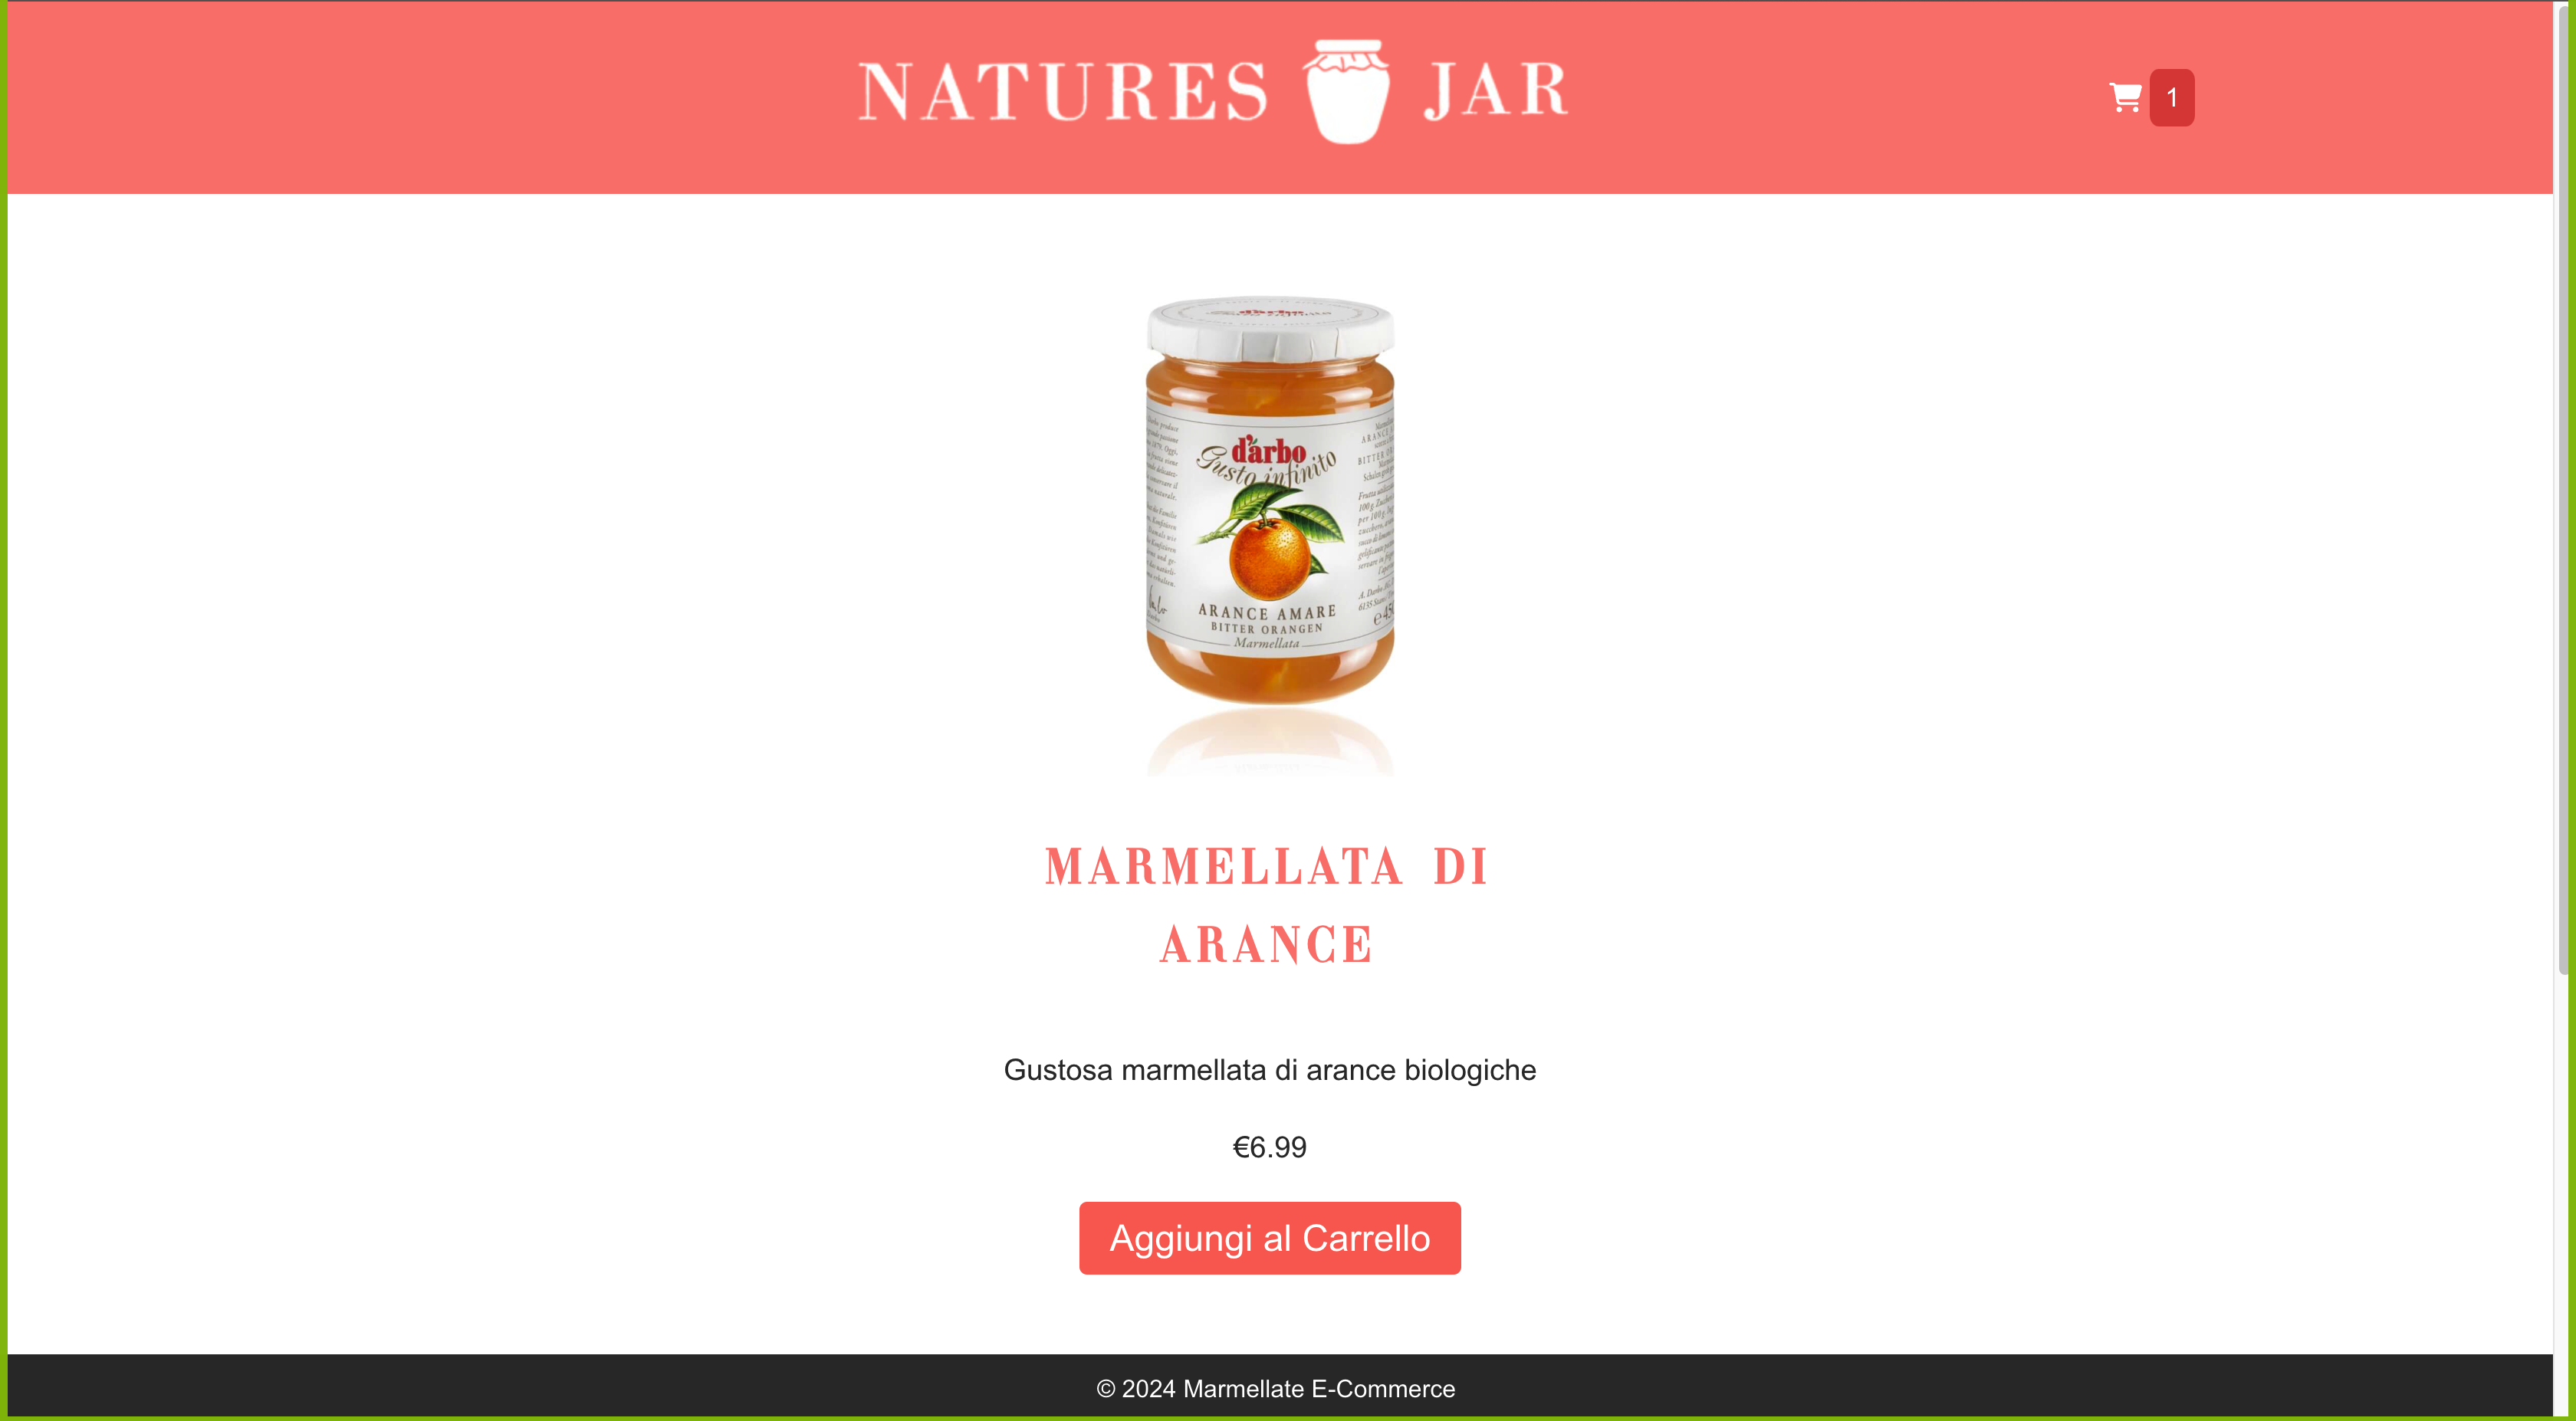 NATURES JAR
1
d'arbo
Gusto infinito
ARANCE AMARE
BITTER ORANGEN
Marmellata
MARMELLATA DI
ARANCE
Gustosa marmellata di arance biologiche
€6.99
Aggiungi al Carrello
© 2024 Marmellate E-Commerce